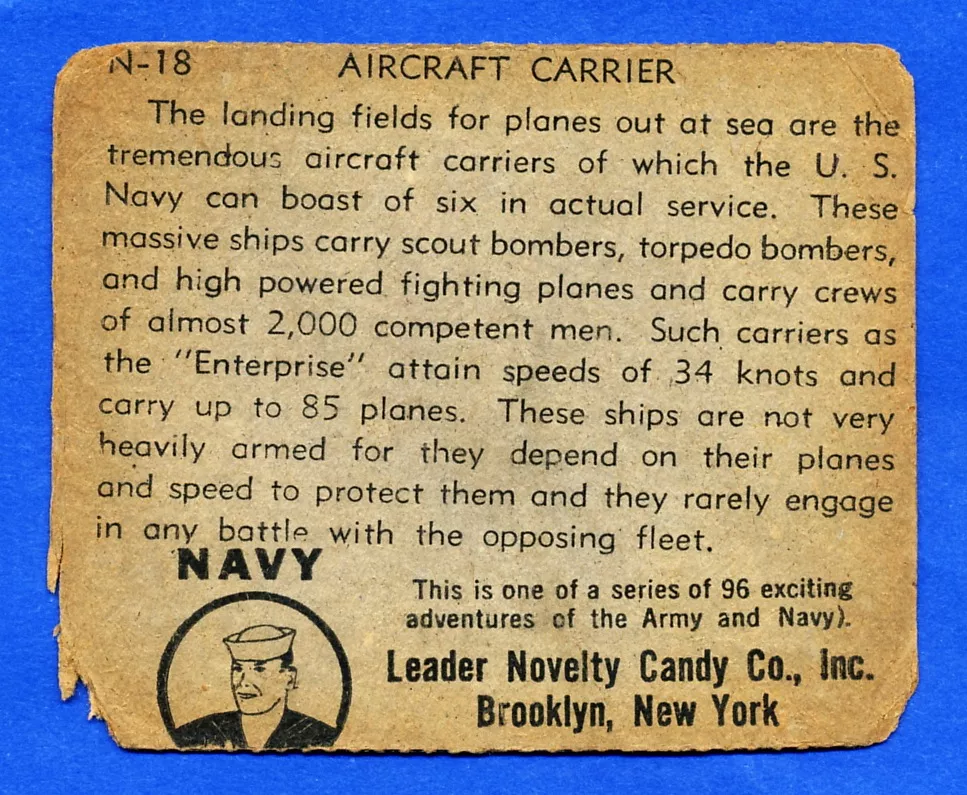 N-18 AIRCRAFT CARRIER
The landing fields for planes out at sea are the
tremendous aircraft carriers of which the U. S.
Navy can boast of six in actual service. These
massive ships carry scout bombers, torpedo bombers,
and high powered fighting planes and carry crews
of almost 2,000 competent men. Such carriers as
the "Enterprise" attain speeds of 34 knots and
carry up to 85 planes. These ships are not very
heavily armed for they depend on their planes
and speed to protect them and they rarely engage
in any battle with the opposing fleet.
NAVY
This is one of a series of 96 exciting
adventures of the Army and Navy).
Leader Novelty Candy Co., Inc.
Brooklyn, New York